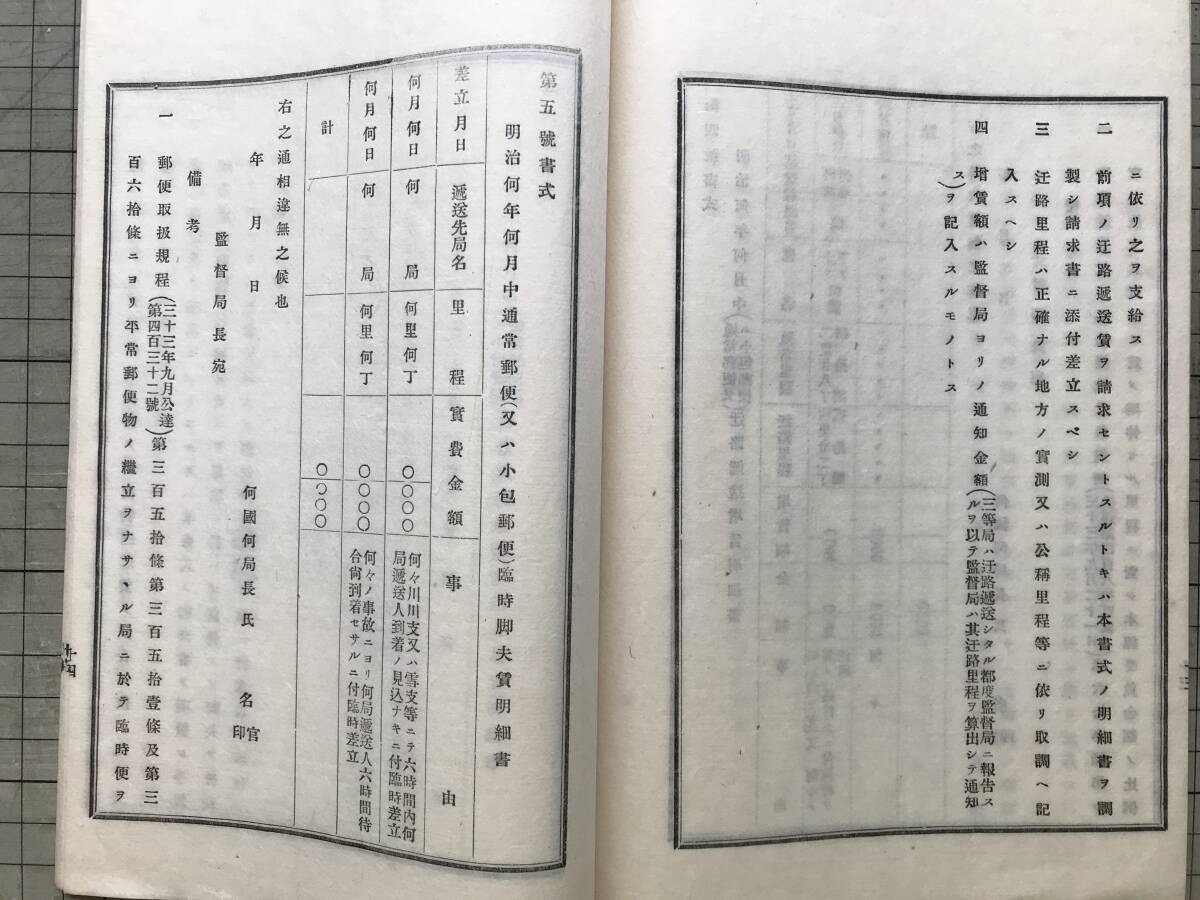 ニ依リ之ヲ支給ス
二 前項ノ迂路遞送賃ヲ請求セントスルトキハ本書式ノ明細書ヲ調
製シ請求書ニ添付差立スベシ
三 迂路里程ハ正確ナル地方ノ實測又ハ公稱里程等ニ依リ取調ヘ記
入スヘシ
四 增賃額ハ監督局ヨリノ通知金額(三等局ハ迂路遞送シタル都度監督局ニ報告ス
ルヲ以テ監督局ハ其迂路里程ヲ算出シテ通知
ス)ヲ記入スルモノトス
第五號書式
明治何年何月中通常郵便(又ハ小包郵便)臨時脚夫賃明細書
差立月日 遞送先局名 里程 實費金額 事由
何月何日 何局 何里何丁 〇〇〇〇 何々川川支又ハ雪支等ニテ六時間內何
局遞送人到着ノ見込ナキニ付臨時差立
何月何日 何局 何里何丁 〇〇〇〇 何々ノ事故ニヨリ何局遞送人六時間待
合尙到着セサルニ付臨時差立
計 〇〇〇〇
右之通相違無之候也
年月日 何國何局長氏名 官印
監督局長宛
備考
一 郵便取扱規程(三十三年九月公達
第四百三十二號)第三百五拾條第三百五拾壹條及第三
百六拾條ニヨリ平常郵便物ノ繼立ヲナササル局ニ於テ臨時便ヲ
十四